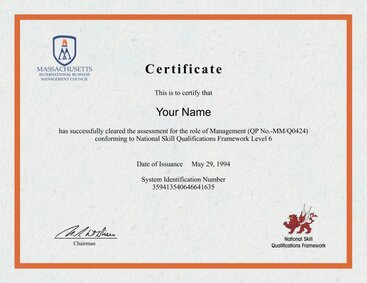 MASSACHUSETTS
INTERNATIONAL BUSINESS
MANAGEMENT COUNCIL
Certificate
This is to certify that
Your Name
has successfully cleared the assessment for the role of Management (QP No.-MM/Q0424)
conforming to National Skill Qualifications Framework Level 6
Date of Issuance May 29, 1994
System Identification Number
359413540646641635
Chairman
National Skill
Qualifications Framework